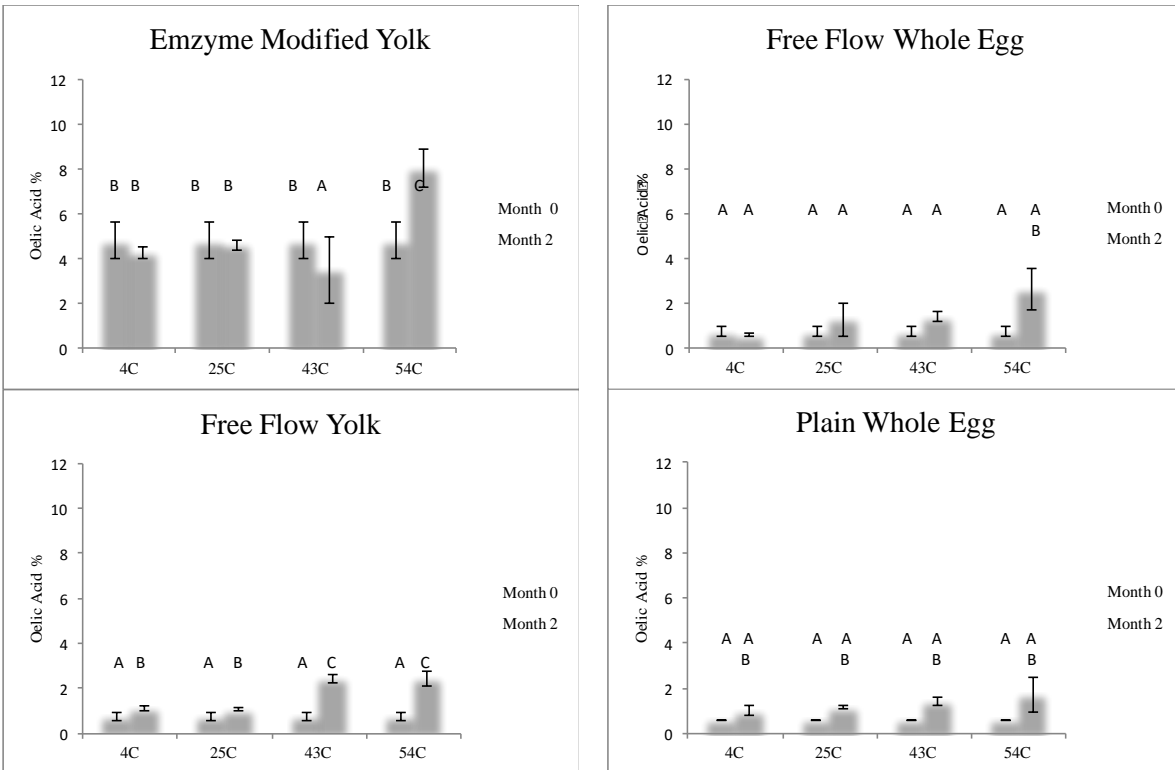 Emzyme Modified Yolk
12
10
8
6
4
2
0
Oelic Acid %
B B B B B A B C
4C 25C 43C 54C
Month 0
Month 2
Free Flow Whole Egg
12
10
8
6
4
2
0
A A A A A A A A
B
4C 25C 43C 54C
Month 0
Month 2
Free Flow Yolk
12
10
8
6
4
2
0
Oelic Acid %
A B A B A C A C
4C 25C 43C 54C
Month 0
Month 2
Plain Whole Egg
12
10
8
6
4
2
0
Oelic Acid %
A A A A A A A A
B B B B
4C 25C 43C 54C
Month 0
Month 2